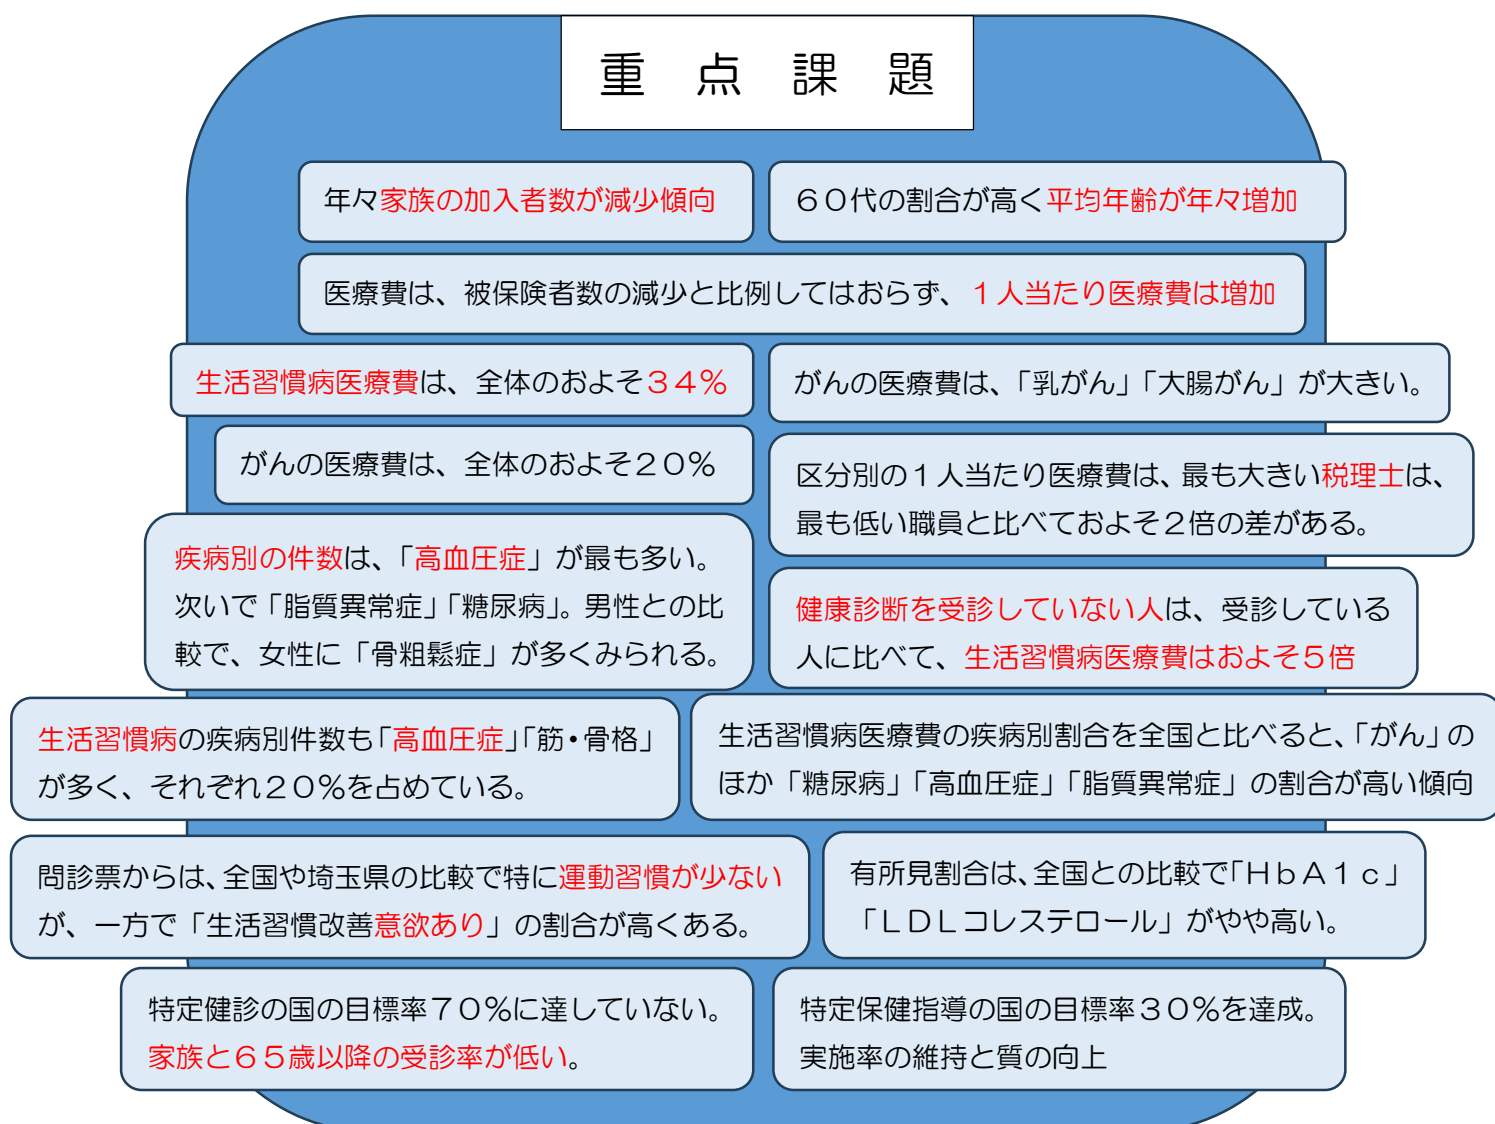 重 点 課 題
年々家族の加入者数が減少傾向
６０代の割合が高く平均年齢が年々増加
医療費は、被保険者数の減少と比例してはおらず、１人当たり医療費は増加
生活習慣病医療費は、全体のおよそ３４％
がんの医療費は、「乳がん」「大腸がん」が大きい。
がんの医療費は、全体のおよそ２０％
区分別の１人当たり医療費は、最も大きい税理士は、
最も低い職員と比べておよそ２倍の差がある。
疾病別の件数は、「高血圧症」が最も多い。
次いで「脂質異常症」「糖尿病」。男性との比
較で、女性に「骨粗鬆症」が多くみられる。
健康診断を受診していない人は、受診している
人に比べて、生活習慣病医療費はおよそ５倍
生活習慣病の疾病別件数も「高血圧症」「筋・骨格」
が多く、それぞれ２０％を占めている。
生活習慣病医療費の疾病別割合を全国と比べると、「がん」の
ほか「糖尿病」「高血圧症」「脂質異常症」の割合が高い傾向
問診票からは、全国や埼玉県の比較で特に運動習慣が少ない
が、一方で「生活習慣改善意欲あり」の割合が高くある。
有所見割合は、全国との比較で「ＨｂＡ１ｃ」
「ＬＤＬコレステロール」がやや高い。
特定健診の国の目標率７０％に達していない。
家族と６５歳以降の受診率が低い。
特定保健指導の国の目標率３０％を達成。
実施率の維持と質の向上